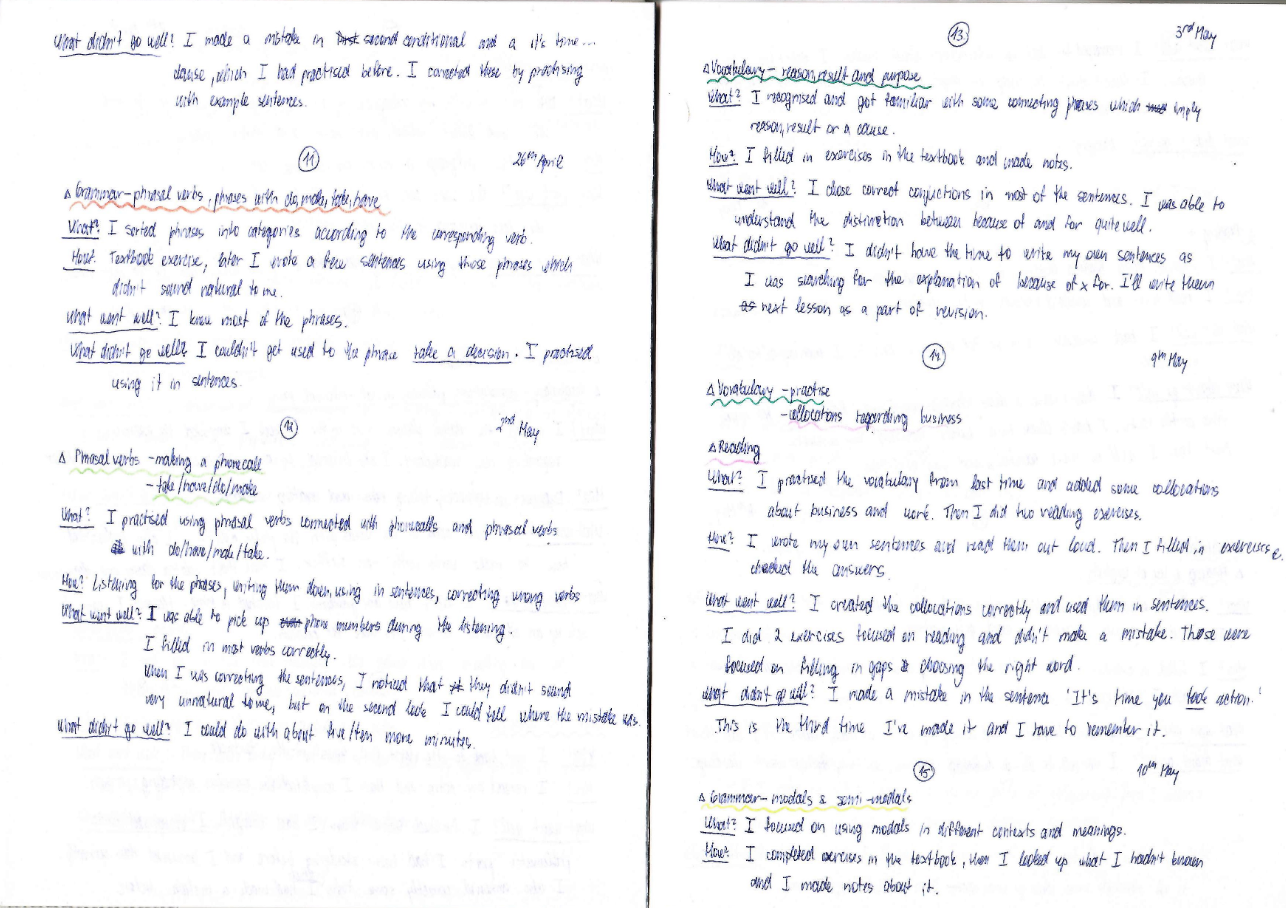 What didn't go well? I made a mistake in second conditional and a it's time...
clause, which I had practised before. I corrected these by practising
with example sentences.
11 26th April
Grammar - phrasal verbs, phrases with do, make, take, have
What? I sorted phrases into categories according to the corresponding verb.
How? Textbook exercise, later I wrote a few sentences using those phrases which
didn't sound natural to me.
What went well? I knew most of the phrases.
What didn't go well? I couldn't get used to the phrase take a decision. I practised
using it in sentences.
12 2nd May
Phrasal verbs - making a phonecall
- take/have/do/make
What? I practised using phrasal verbs connected with phonecalls and phrasal verbs
with do/have/make/take.
How? Listening for the phrases, writing them down, using in sentences, correcting wrong verbs
What went well? I was able to pick up phone numbers during the listening.
I filled in most verbs correctly.
When I was correcting the sentences, I noticed that they didn't sound
very unnatural to me, but on the second look I could tell where the mistake was.
What didn't go well? I could do with about five/ten more minutes.
13 3rd May
Vocabulary - reason, result and purpose
What? I recognised and got familiar with some connecting phrases which imply
reason, result or a cause.
How? I filled in exercises in the textbook and made notes.
What went well? I chose correct conjuctions in most of the sentences. I was able to
understand the distinction between because of and for quite well.
What didn't go well? I didn't have the time to write my own sentences as
I was searching for the explanation of because of x for. I'll write them
next lesson as a part of revision.
14 9th May
Vocabulary - practise
- collocations regarding business
Reading
What? I practised the vocabulary from last time and added some collocations
about business and work. Then I did two reading exercises.
How? I wrote my own sentences and read them out loud. Then I filled in exercises.
checked the answers.
What went well? I created the collocations correctly and used them in sentences.
I did 2 exercises focused on reading and didn't make a mistake. Those were
focused on filling in gaps & choosing the right word.
What didn't go well? I made a mistake in the sentence 'It's time you took action.'
This is the third time I've made it and I have to remember it.
15 10th May
Grammar - modals & semi-modals
What? I focused on using modals in different contexts and meanings.
How? I completed exercises in the textbook, then I looked up what I hadn't known
and I made notes about it.